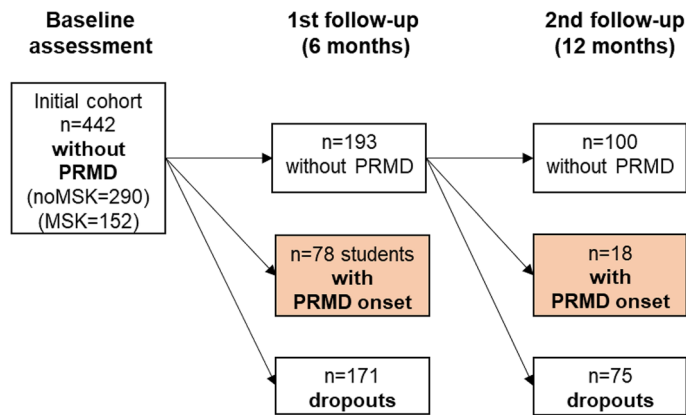 Baseline
assessment
1st follow-up
(6 months)
2nd follow-up
(12 months)
Initial cohort
n=442
without
PRMD
(noMSK=290)
(MSK=152)
n=193
without PRMD
n=100
without PRMD
n=78 students
with
PRMD onset
n=18
with
PRMD onset
n=171
dropouts
n=75
dropouts